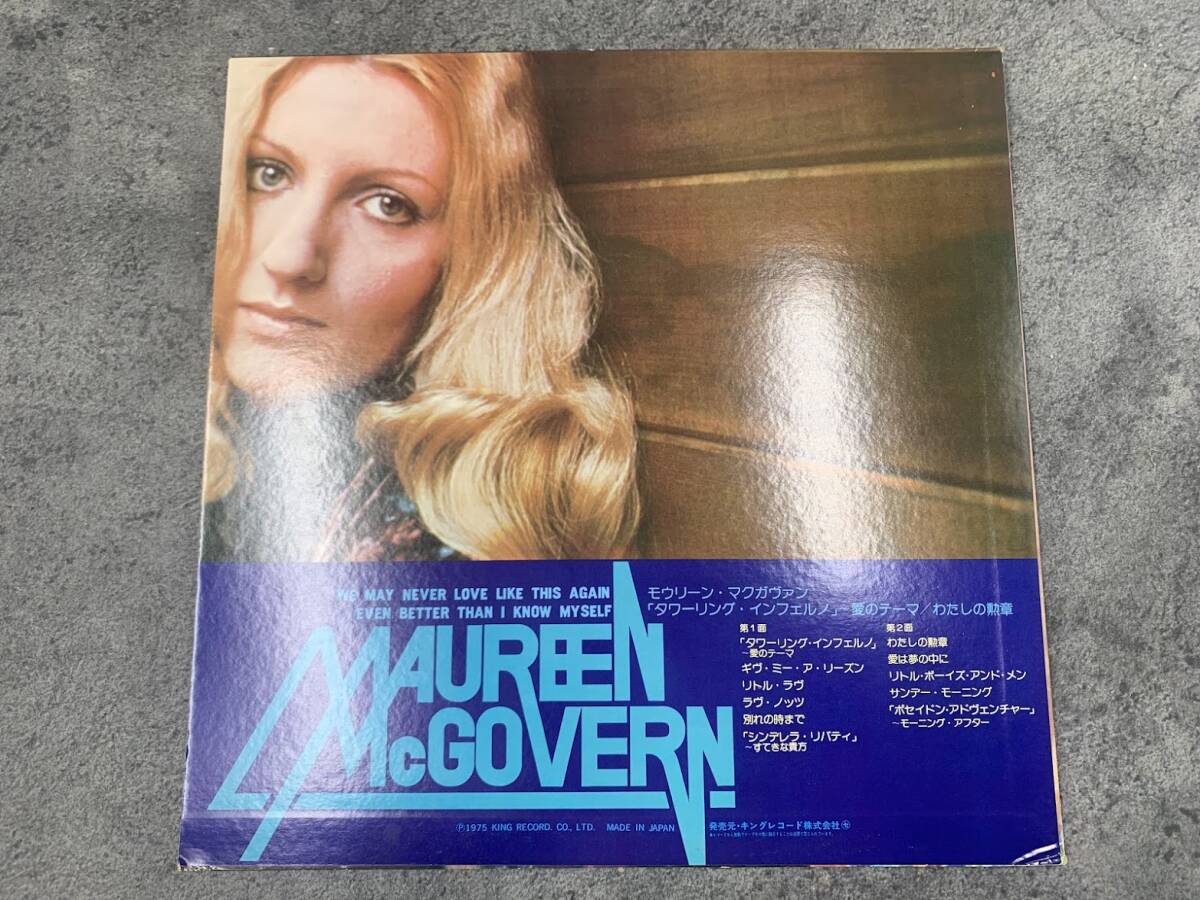 WE MAY NEVER LOVE LIKE THIS AGAIN
EVEN BETTER THAN I KNOW MYSELF
MAUREEN
McGOVERN
モウリーン・マクガヴァン
「タワーリング・インフェルノ」~愛のテーマ/わたしの勲章
第1面
「タワーリング・インフェルノ」
~愛のテーマ
ギヴ・ミー・ア・リーズン
リトル・ラヴ
ラヴ・ノッツ
別れの時まで
「シンデレラ・リバティ」
~すてきな貴方
第2面
わたしの勲章
愛は夢の中に
リトル・ボーイズ・アンド・メン
サンデー・モーニング
「ポセイドン・アドヴェンチャー」
~モーニング・アフター
Ⓟ1975 KING RECORD. CO., LTD. MADE IN JAPAN
発売元・キングレコード株式会社